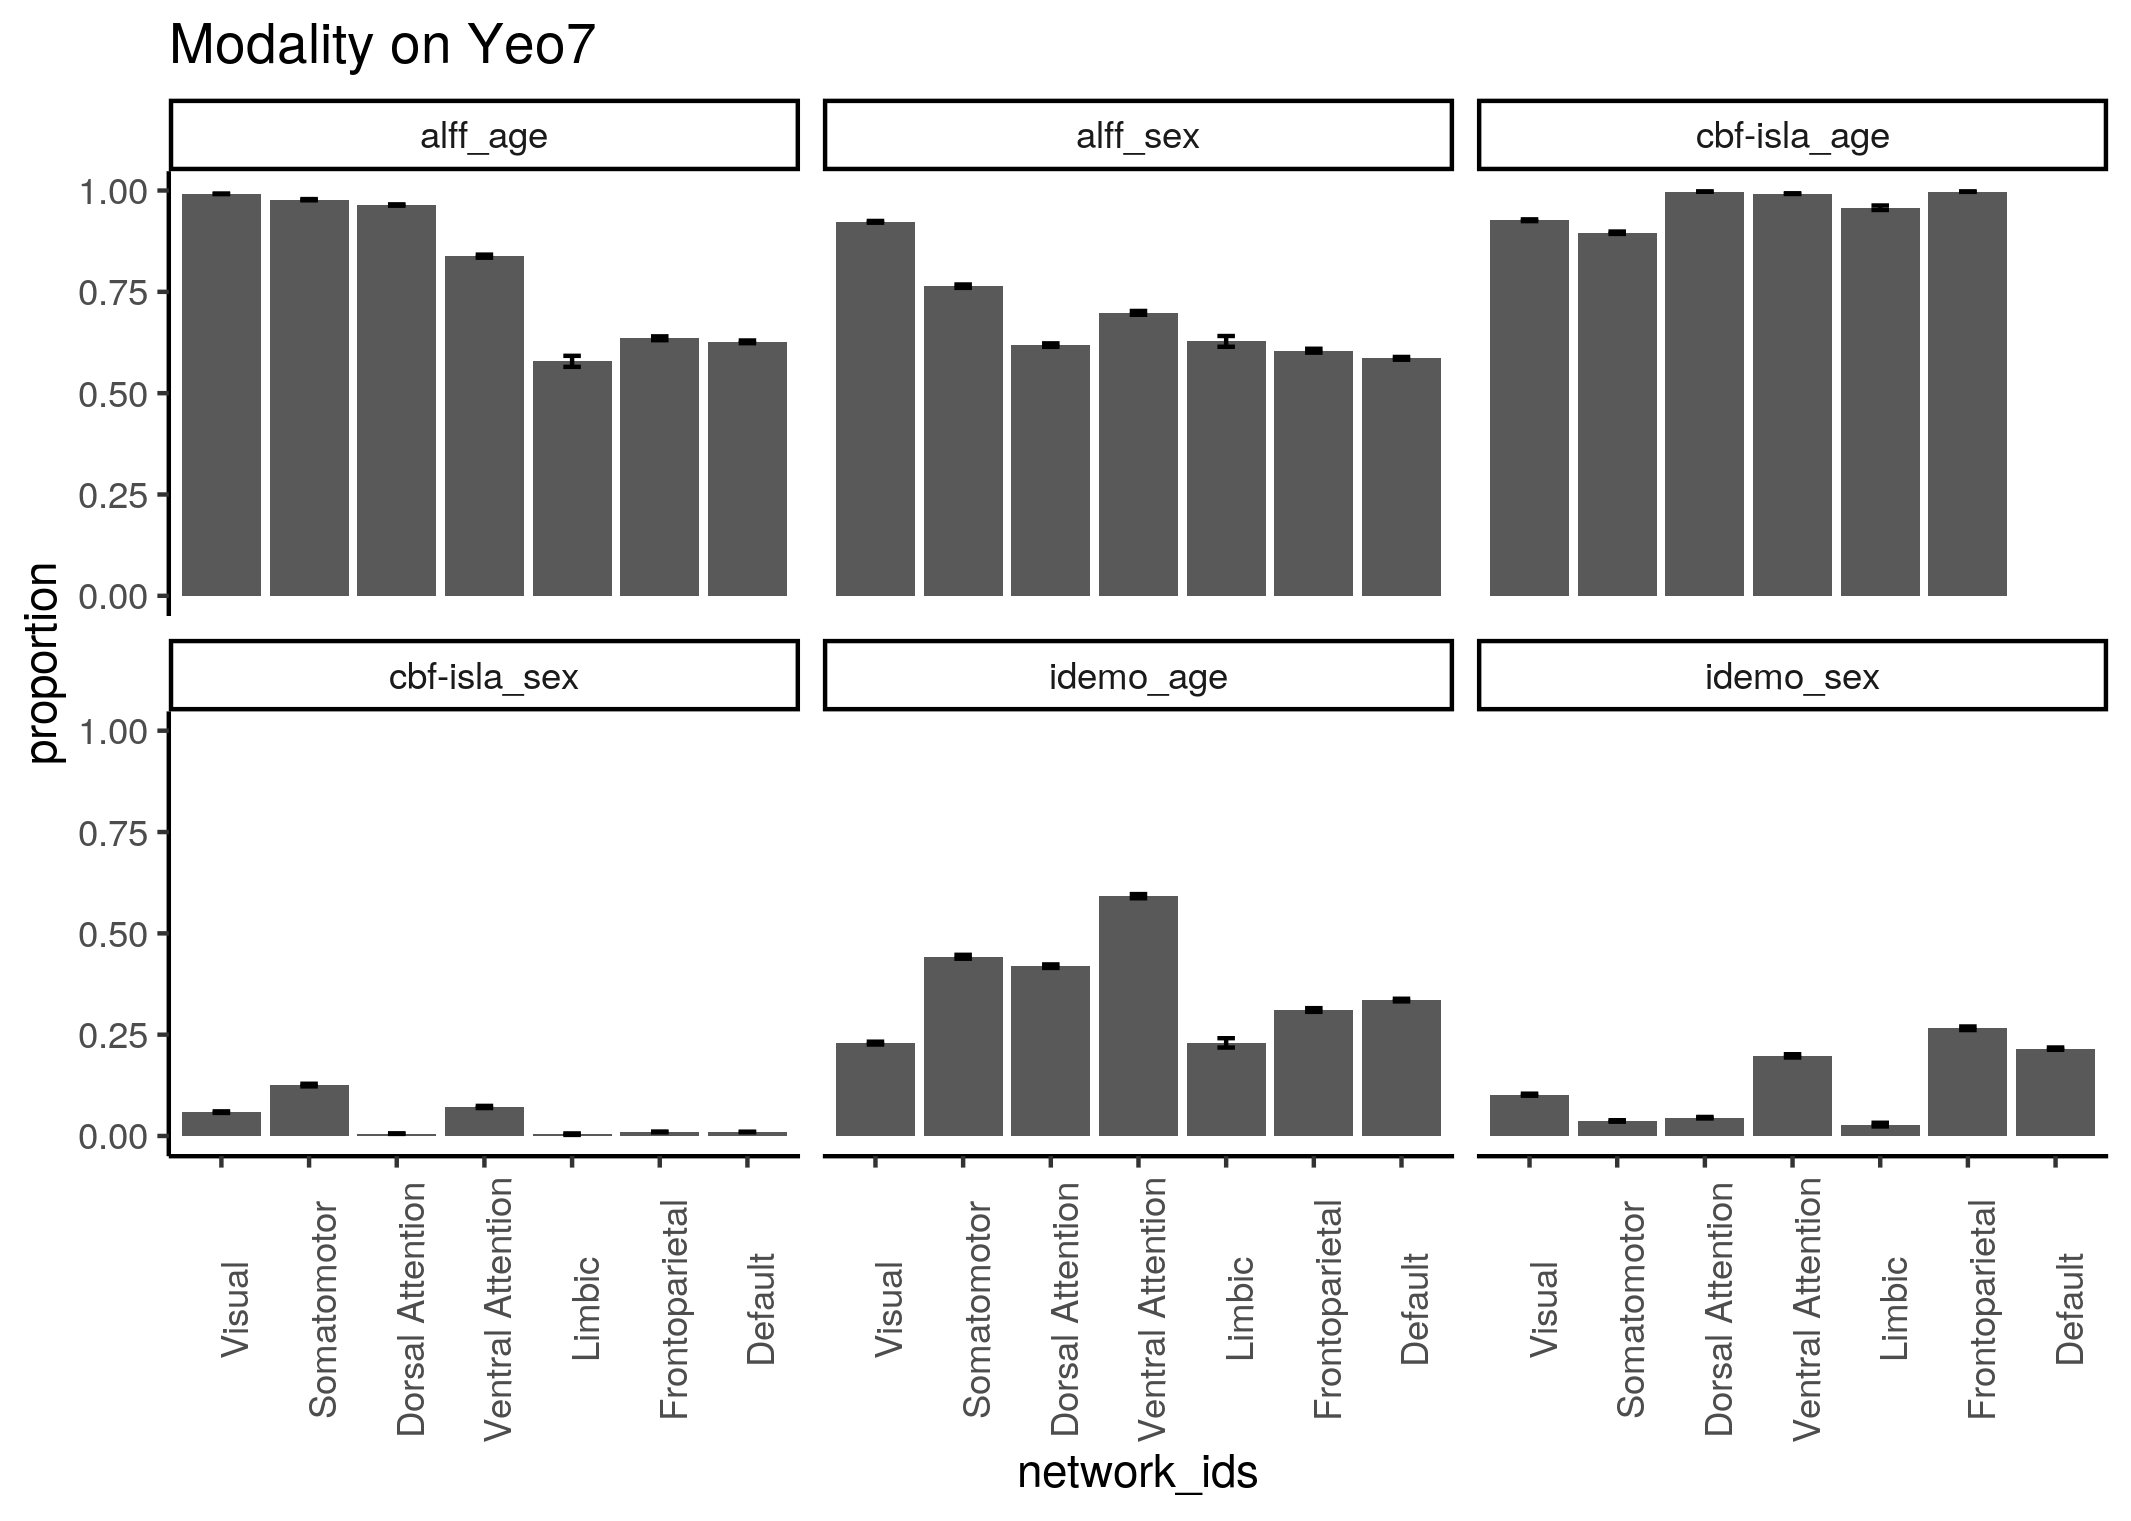 Modality on Yeo7
alff_age
alff_sex
cbf-isla_age
1.00
0.75
0.50
0.25
0.00
proportion
cbf-isla_sex
idemo_age
idemo_sex
1.00
0.75
0.50
0.25
0.00
Visual
Somatomotor
Dorsal Attention
Ventral Attention
Limbic
Frontoparietal
Default
Visual
Somatomotor
Dorsal Attention
Ventral Attention
Limbic
Frontoparietal
Default
Visual
Somatomotor
Dorsal Attention
Ventral Attention
Limbic
Frontoparietal
Default
network_ids